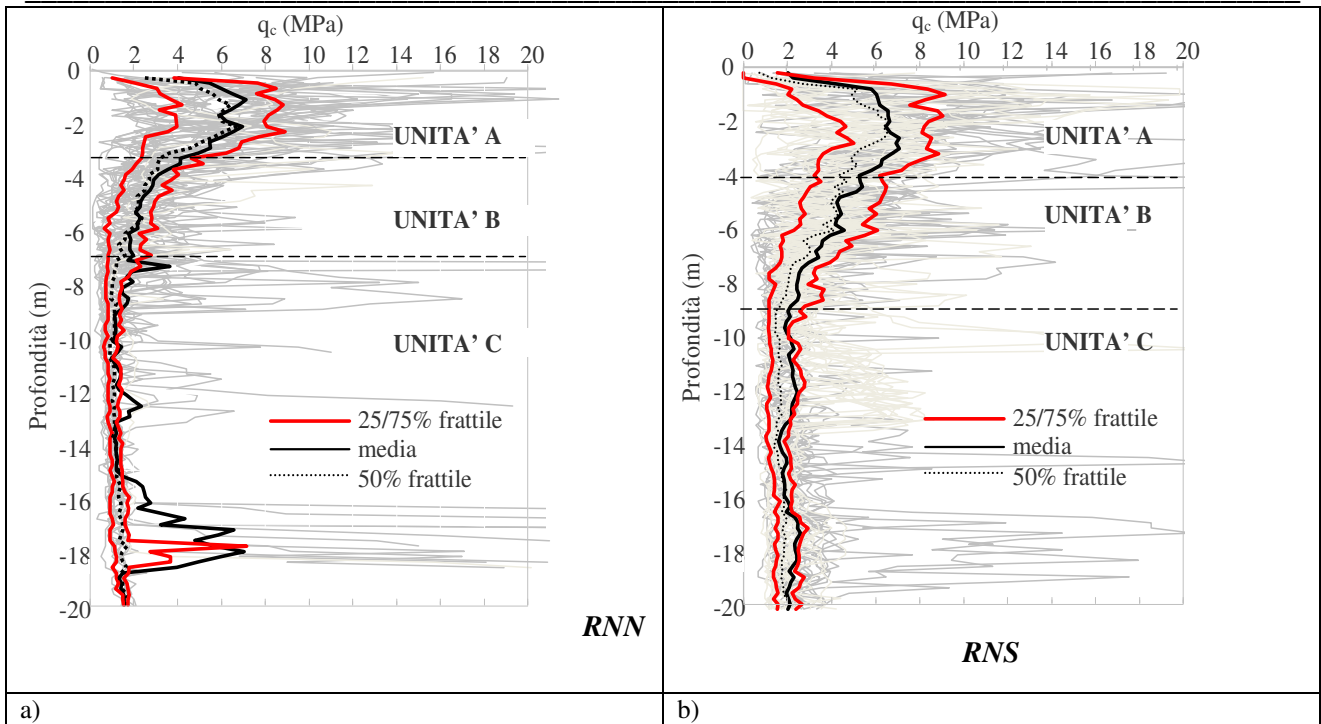 q_c (MPa)
0 2 4 6 8 10 12 14 16 18 20
0
-2
-4
-6
-8
-10
-12
-14
-16
-18
-20
Profondità (m)
UNITA' A
UNITA' B
UNITA' C
25/75% frattile
media
50% frattile
RNN
a)
q_c (MPa)
0 2 4 6 8 10 12 14 16 18 20
0
-2
-4
-6
-8
-10
-12
-14
-16
-18
-20
Profondità (m)
UNITA' A
UNITA' B
UNITA' C
25/75% frattile
media
50% frattile
RNS
b)